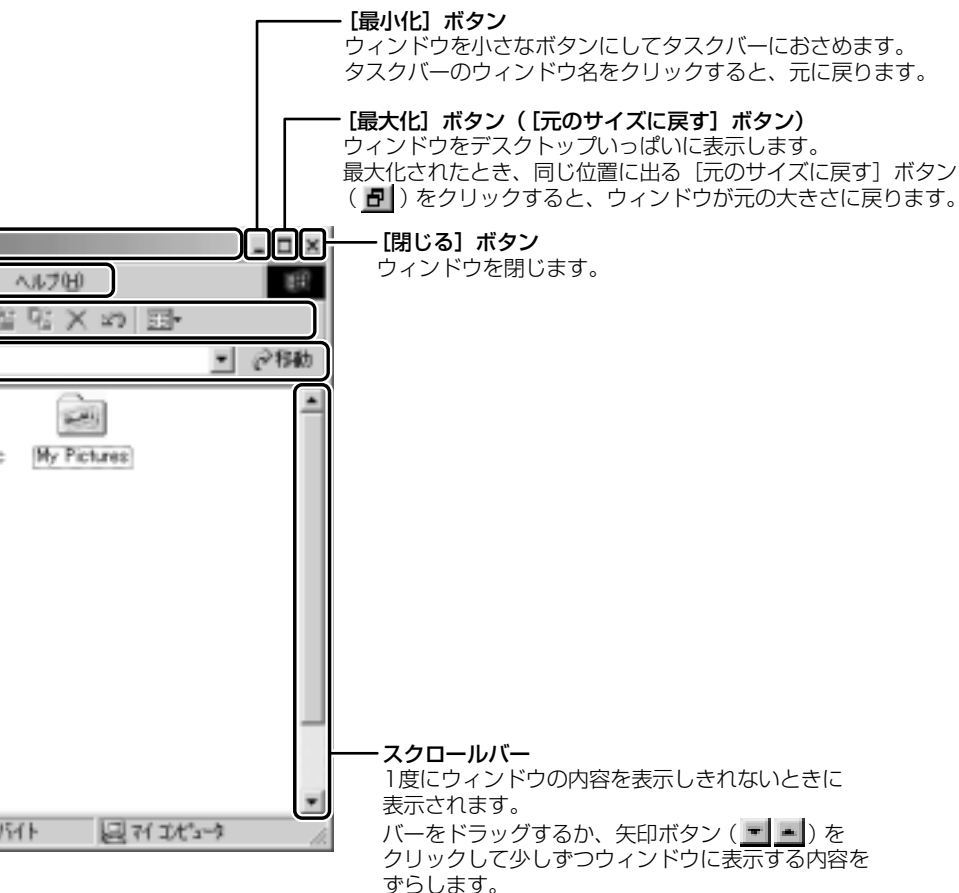 [最小化] ボタン
ウィンドウを小さなボタンにしてタスクバーにおさめます。
タスクバーのウィンドウ名をクリックすると、元に戻ります。
[最大化] ボタン([元のサイズに戻す] ボタン)
ウィンドウをデスクトップいっぱいに表示します。
最大化されたとき、同じ位置に出る [元のサイズに戻す] ボタン
( )をクリックすると、ウィンドウが元の大きさに戻ります。
[閉じる] ボタン
ウィンドウを閉じます。
ヘルプ(H)
移動
My Pictures
スクロールバー
1度にウィンドウの内容を表示しきれないときに
表示されます。
バーをドラッグするか、矢印ボタン( )を
クリックして少しずつウィンドウに表示する内容を
ずらします。
バイト
マイ コンピュータ